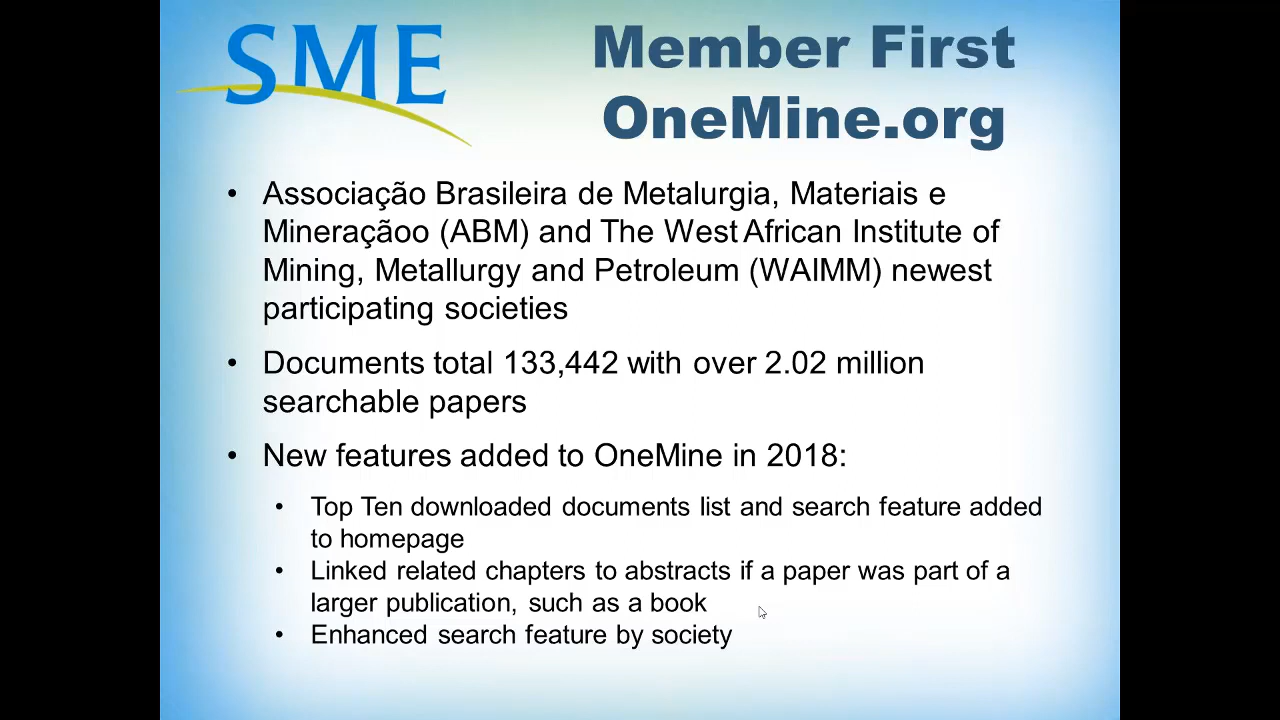 SME
Member First
OneMine.org
• Associação Brasileira de Metalurgia, Materiais e
Mineraçãoo (ABM) and The West African Institute of
Mining, Metallurgy and Petroleum (WAIMM) newest
participating societies
• Documents total 133,442 with over 2.02 million
searchable papers
• New features added to OneMine in 2018:
• Top Ten downloaded documents list and search feature added
to homepage
• Linked related chapters to abstracts if a paper was part of a
larger publication, such as a book
• Enhanced search feature by society